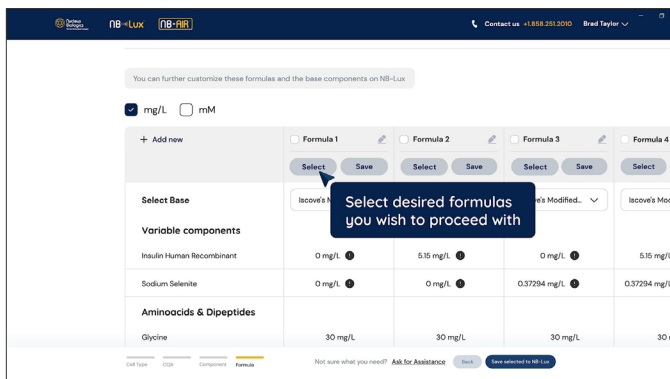 Nucleus Biologics
NB-Lux
NB-AIR
Contact us +1.858.251.2010
Brad Taylor
You can further customize these formulas and the base components on NB-Lux
mg/L
mM
+ Add new
Formula 1
Formula 2
Formula 3
Formula 4
Select Save
Select Save
Select Save
Select
Select desired formulas
you wish to proceed with
Select Base
Iscove's M
e's Modified..
Iscove's Mod
Variable components
Insulin Human Recombinant
0 mg/L
5.15 mg/L
0 mg/L
5.15 mg/L
Sodium Selenite
0 mg/L
0 mg/L
0.37294 mg/L
0.37294 mg/L
Aminoacids & Dipeptides
Glycine
30 mg/L
30 mg/L
30 mg/L
30
Cell Type
CQA
Component
Formula
Not sure what you need? Ask for Assistance
Back
Save selected to NB-Lux